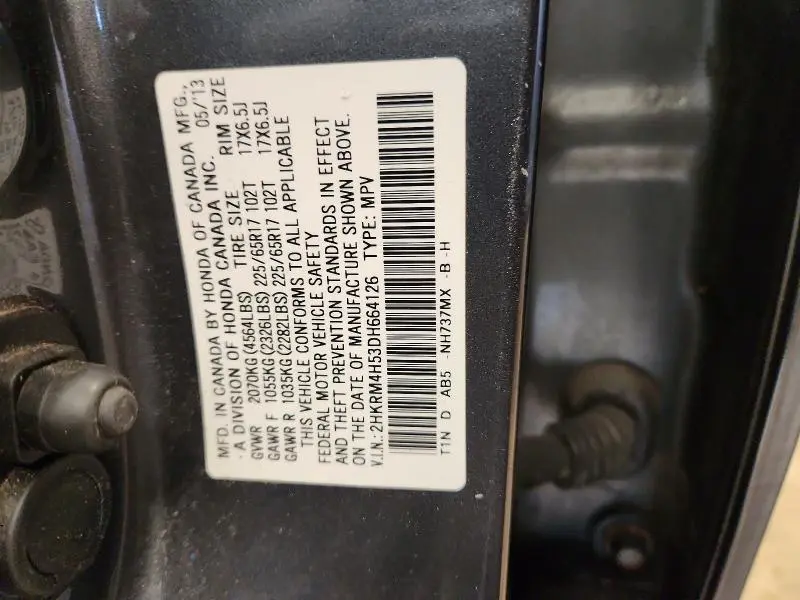 MFD. IN CANADA BY HONDA OF CANADA MFG.,
- A DIVISION OF HONDA CANADA INC. 05/'13
GVWR 2070KG(4564LBS) TIRE SIZE RIM SIZE
GAWR F 1055KG(2326LBS) 225/65R17 102T 17X6.5J
GAWR R 1035KG(2282LBS) 225/65R17 102T 17X6.5J
THIS VEHICLE CONFORMS TO ALL APPLICABLE
FEDERAL MOTOR VEHICLE SAFETY
AND THEFT PREVENTION STANDARDS IN EFFECT
ON THE DATE OF MANUFACTURE SHOWN ABOVE.
V.I.N.: 2HKRM4H53DH664126 TYPE: MPV
T1N D AB5 -NH737MX -B -H